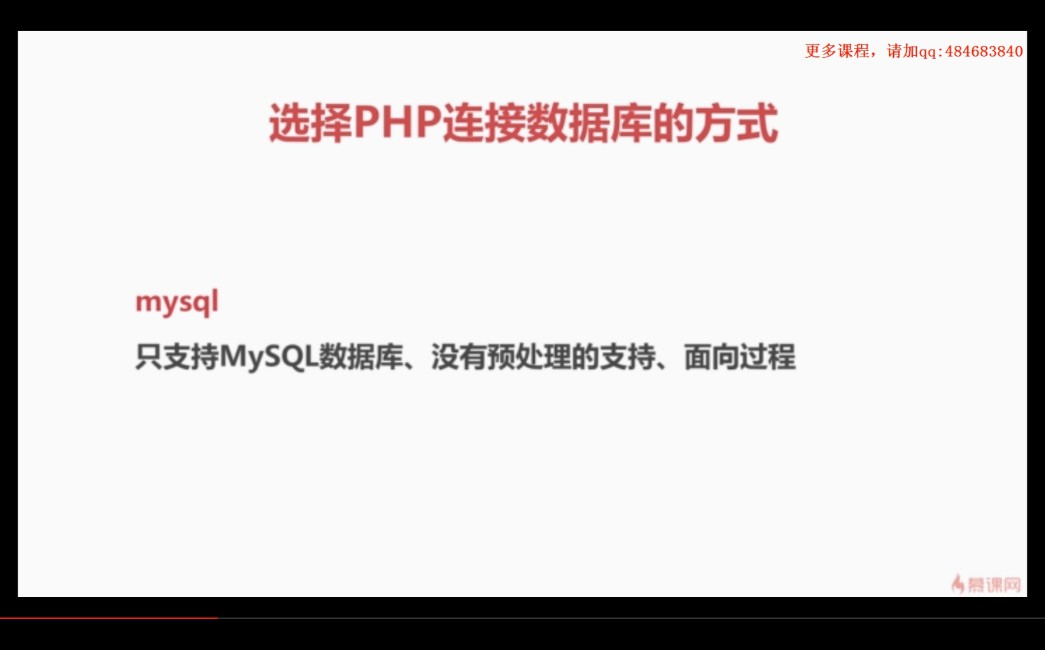 更多课程，请加qq:484683840
选择PHP连接数据库的方式
mysql
只支持MySQL数据库、没有预处理的支持、面向过程
慕课网